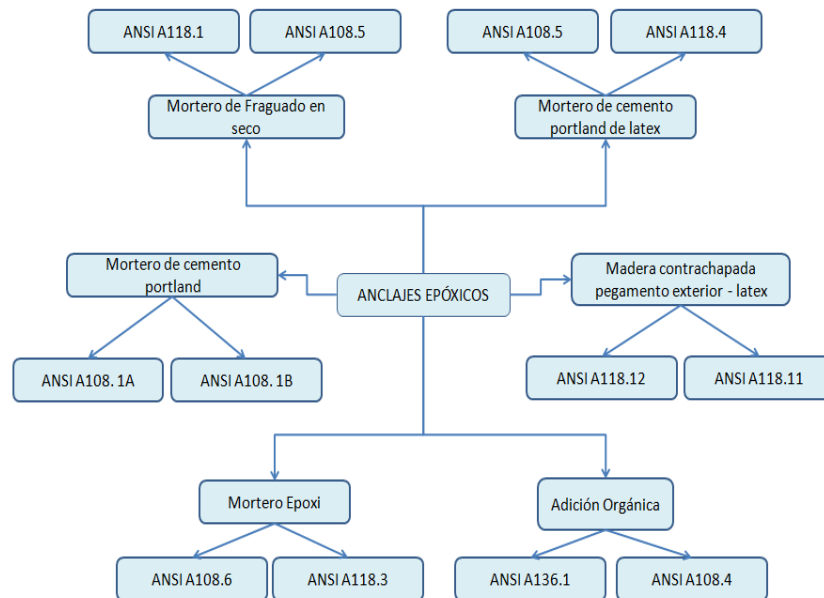 ANSI A118.1
ANSI A108.5
ANSI A108.5
ANSI A118.4
Mortero de Fraguado en
seco
Mortero de cemento
portland de latex
Mortero de cemento
portland
ANCLAJES EPÓXICOS
Madera contrachapada
pegamento exterior - latex
ANSI A108. 1A
ANSI A108. 1B
ANSI A118.12
ANSI A118.11
Mortero Epoxi
Adición Orgánica
ANSI A108.6
ANSI A118.3
ANSI A136.1
ANSI A108.4